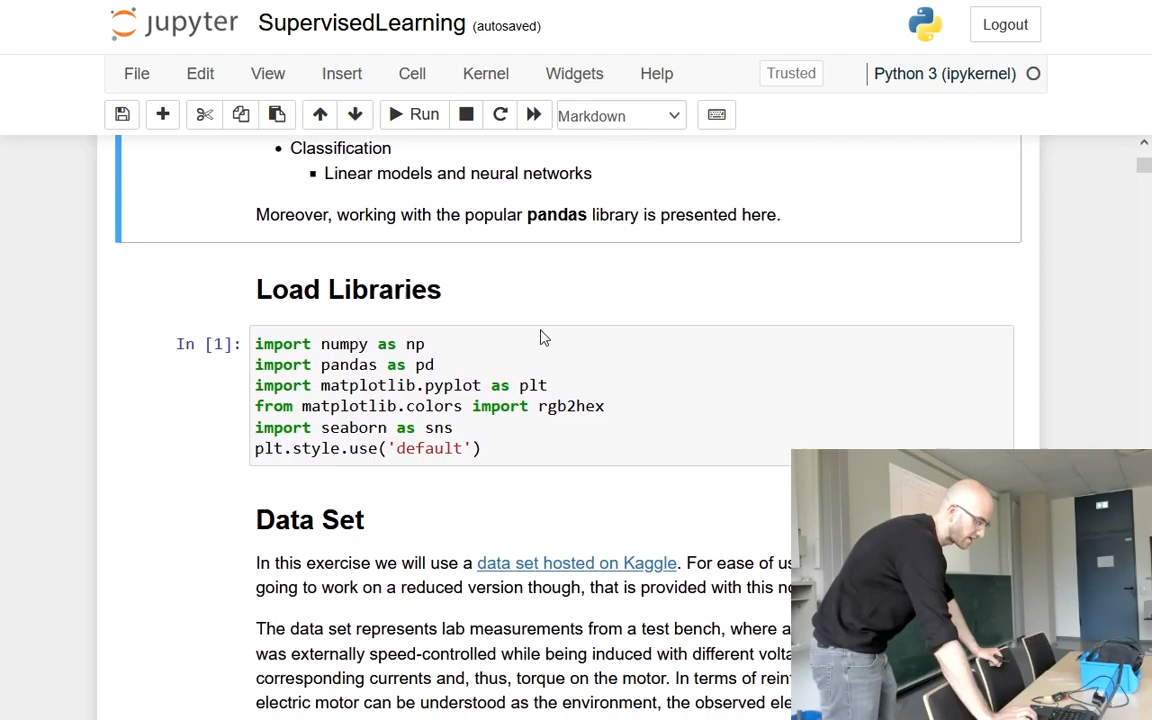 jupyter SupervisedLearning (autosaved) Logout
File Edit View Insert Cell Kernel Widgets Help Trusted Python 3 (ipykernel)
Run Markdown
• Classification
▪ Linear models and neural networks
Moreover, working with the popular pandas library is presented here.
Load Libraries
In [1]: import numpy as np
import pandas as pd
import matplotlib.pyplot as plt
from matplotlib.colors import rgb2hex
import seaborn as sns
plt.style.use('default')
Data Set
In this exercise we will use a data set hosted on Kaggle. For ease of
going to work on a reduced version though, that is provided with this
The data set represents lab measurements from a test bench, where
was externally speed-controlled while being induced with different
corresponding currents and, thus, torque on the motor. In terms of
electric motor can be understood as the environment, the observed